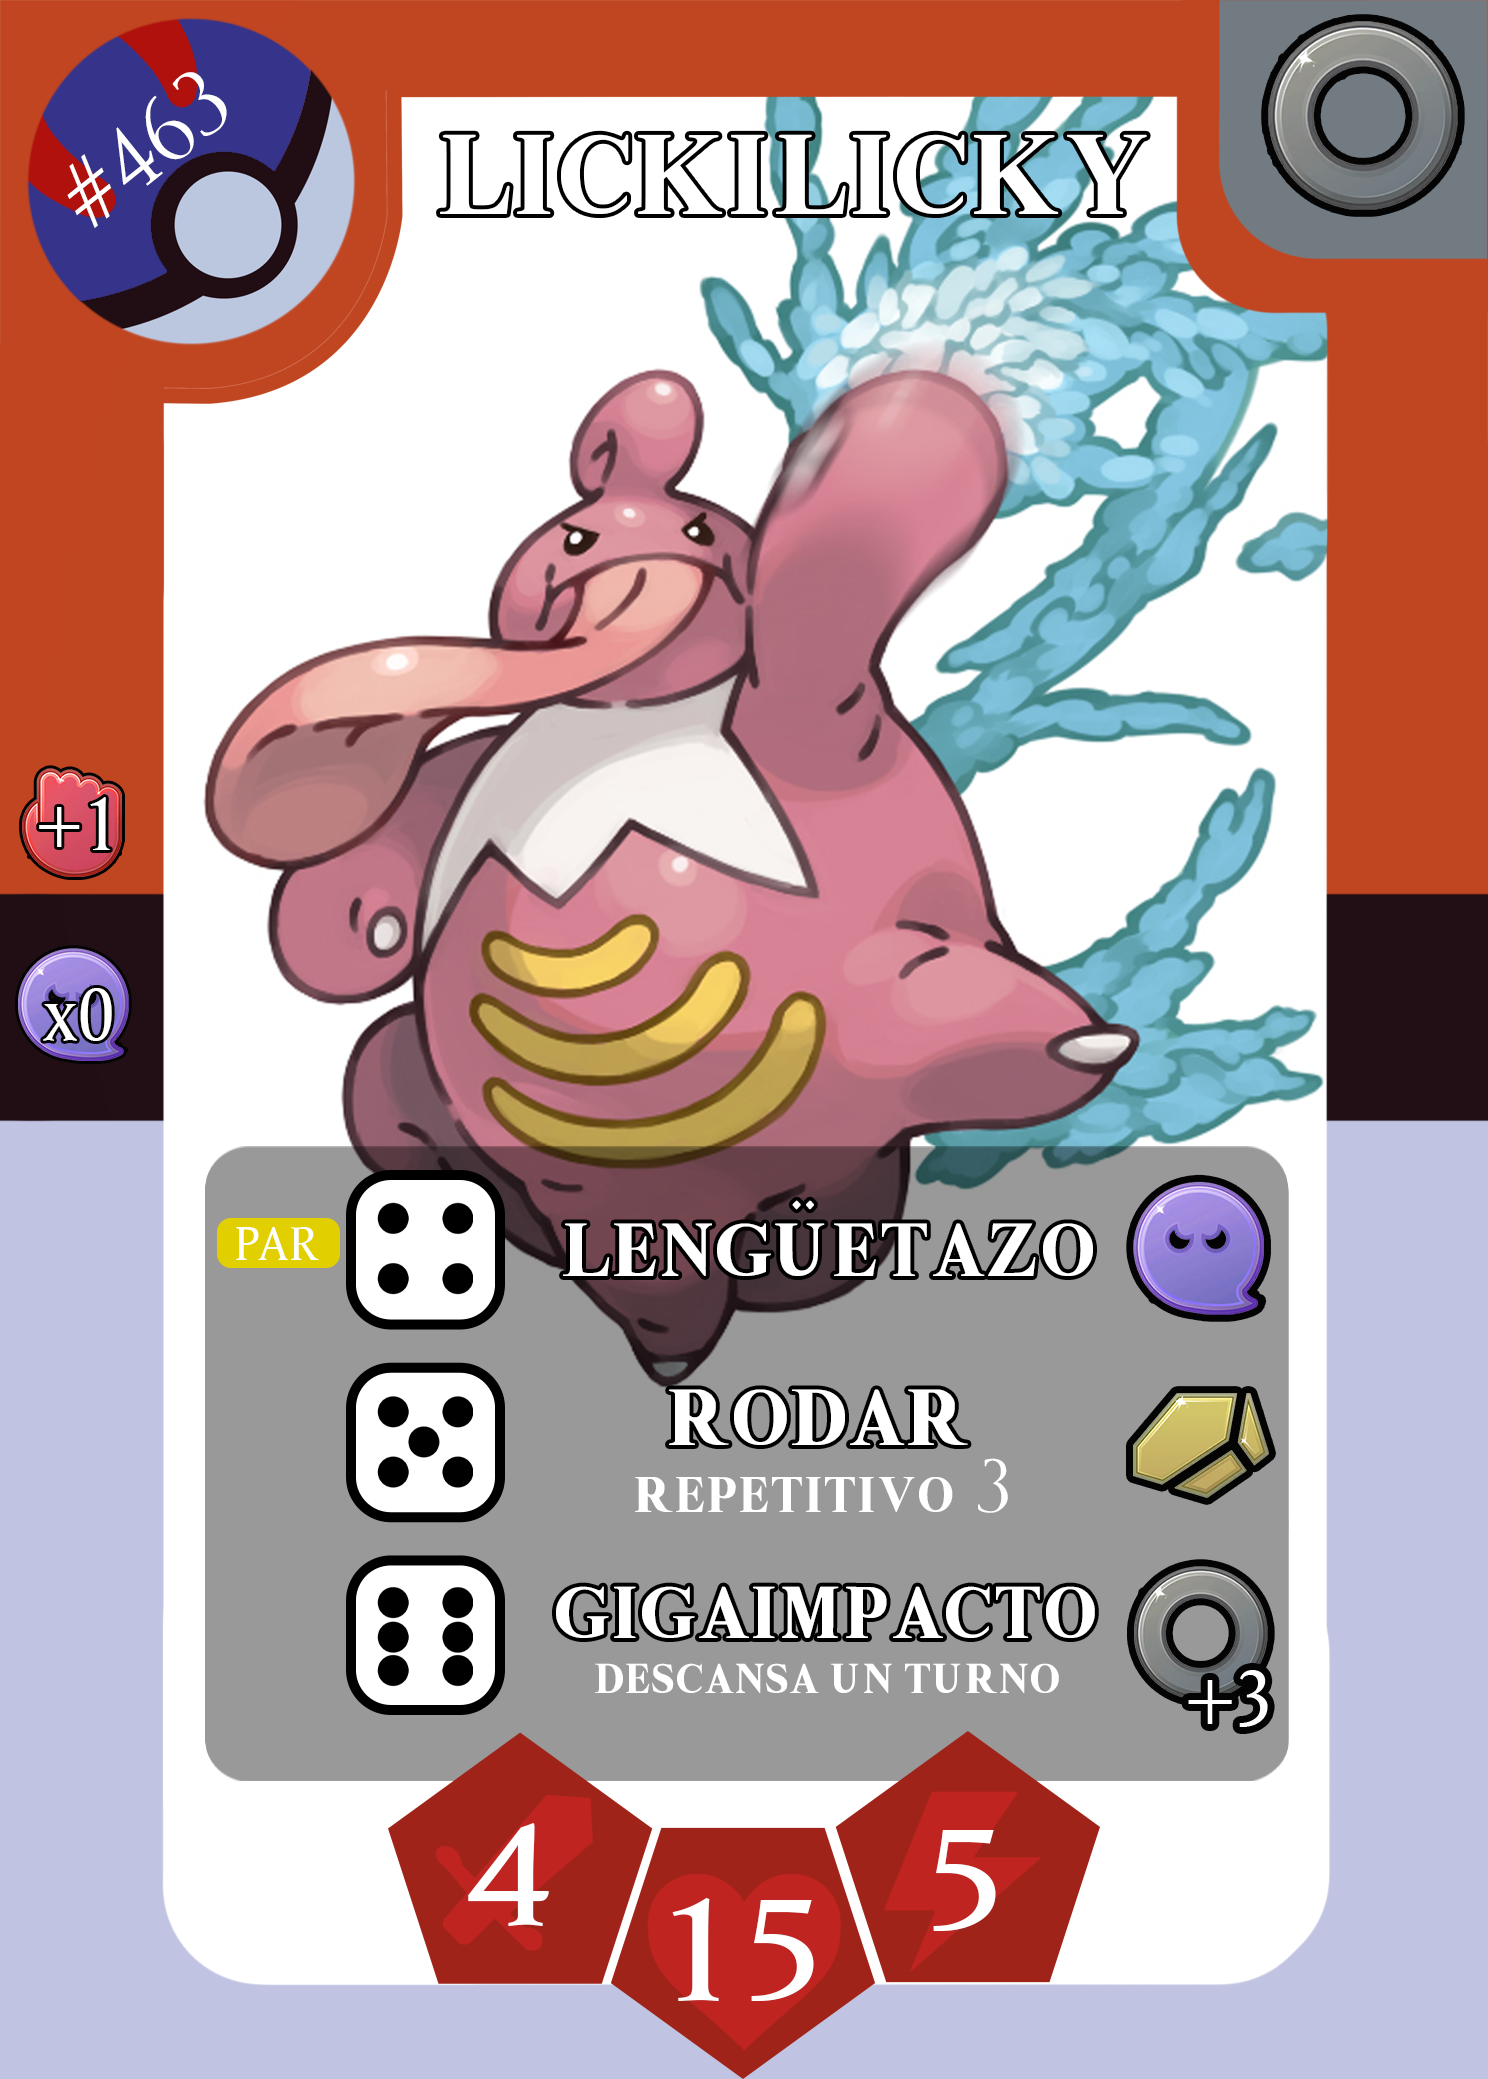 #463
LICKILICKY
+1
x0
PAR
LENGÜETAZO
RODAR
REPETITIVO 3
GIGAIMPACTO
DESCANSA UN TURNO
+3
4
15
5